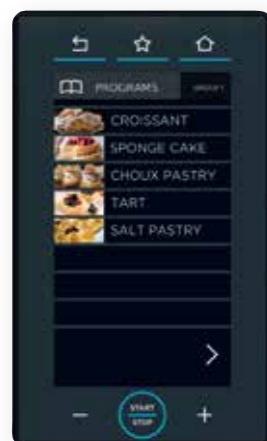 PROGRAMS
CROISSANT
SPONGE CAKE
CHOUX PASTRY
TART
SALT PASTRY
START
STOP